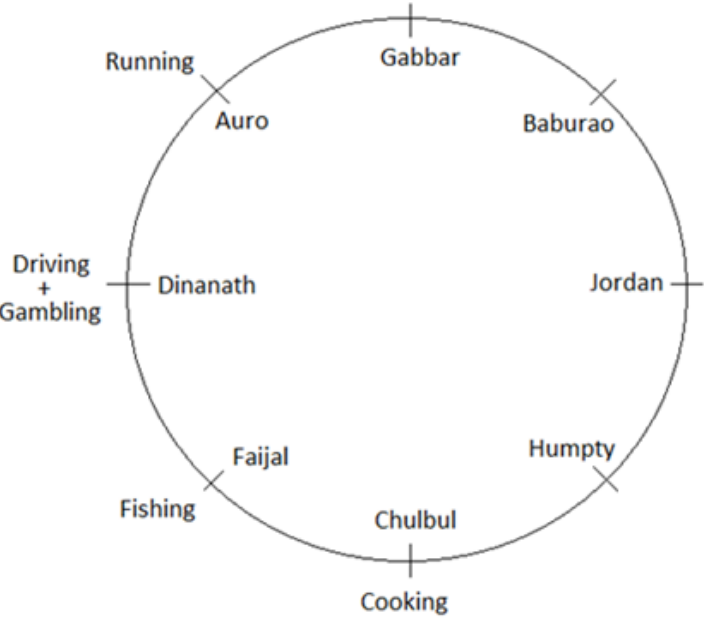 Gabbar
Running
Auro
Baburao
Driving
+
Gambling
Dinanath
Jordan
Humpty
Faijal
Fishing
Chulbul
Cooking